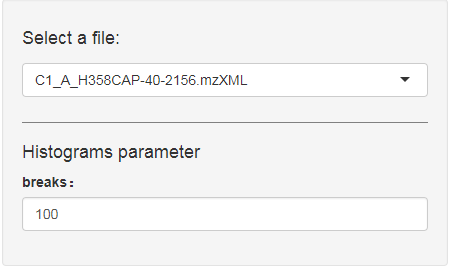 Select a file:
C1_A_H358CAP-40-2156.mzXML
Histograms parameter
breaks：
100